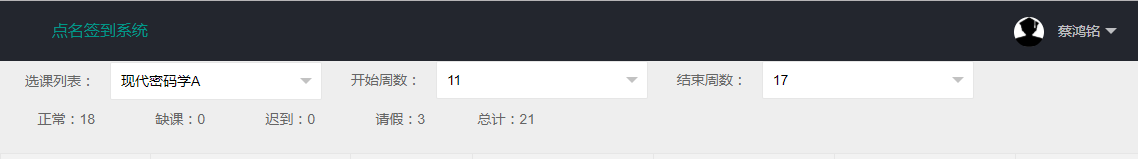 点名签到系统 蔡鸿铭
选课列表： 现代密码学A 开始周数： 11 结束周数： 17
正常：18 缺课：0 迟到：0 请假：3 总计：21